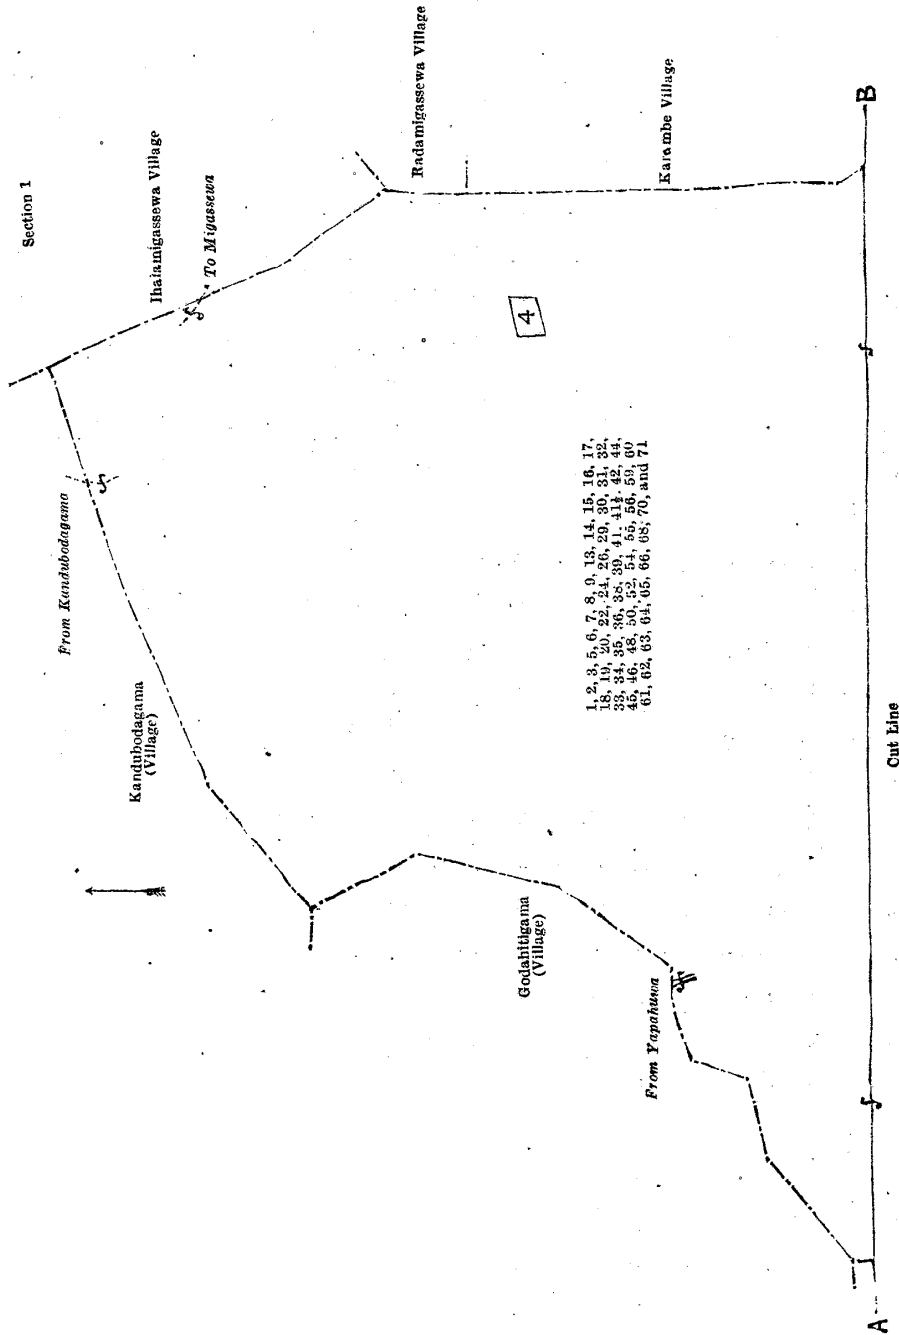 Section 1
Ihalamigassewa Village
To Migassewa
Radamigassewa Village
Karambe Village
From Kandubodagama
Kandubodagama
(Village)
Godahitigama
(Village)
From Yapahuwa
4
1, 2, 3, 5, 6, 7, 8, 9, 13, 14, 15, 16, 17,
18, 19, 20, 22, 24, 26, 29, 30, 31, 32,
33, 34, 35, 36, 38, 39, 41, 41½, 42, 44,
45, 46, 48, 50, 52, 54, 55, 56, 59, 60
61, 62, 63, 64, 65, 66, 68, 70, and 71
A
B
Cut Line